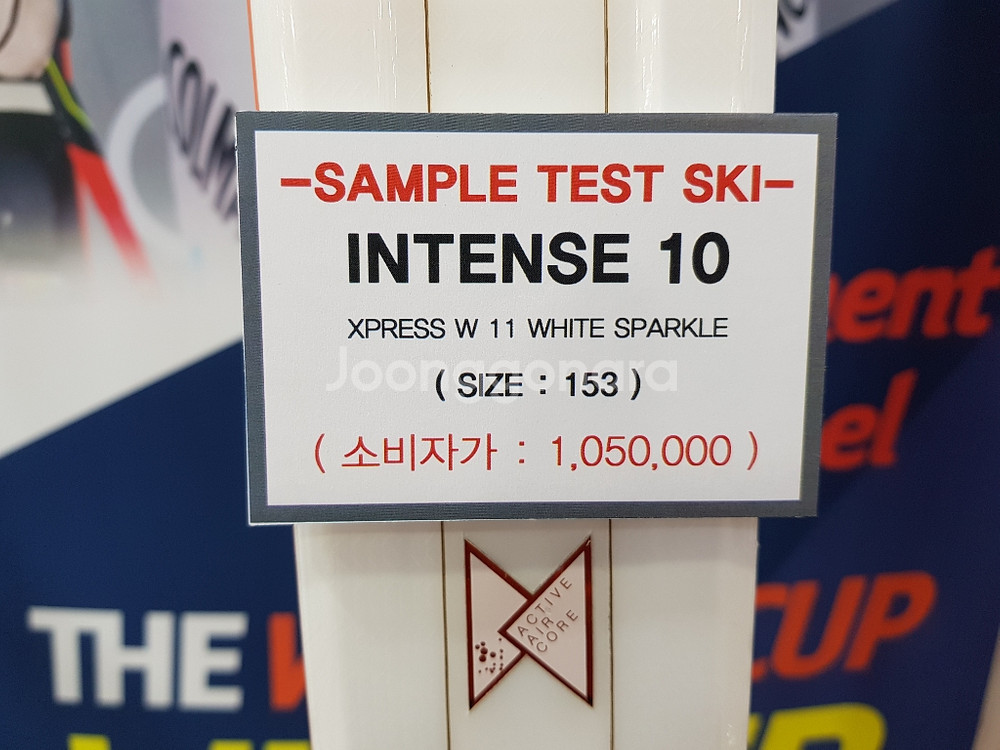 -SAMPLE TEST SKI-
INTENSE 10
XPRESS W 11 WHITE SPARKLE
Joonggonara
( SIZE : 153 )
( 소비자가 : 1,050,000 )
ACTIVE
AIR
CORE
THE
CUP